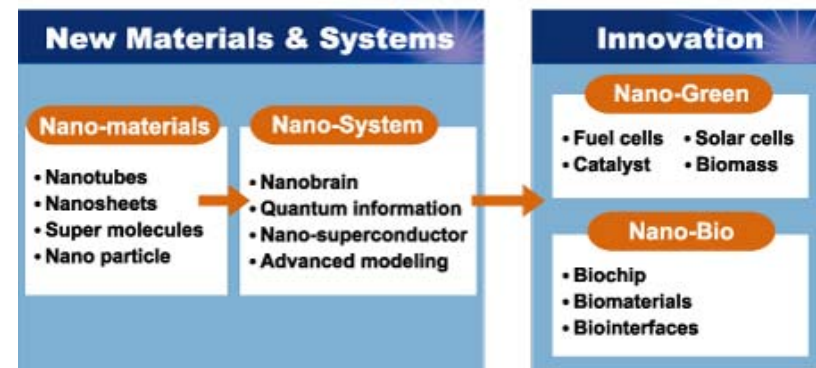 New Materials & Systems
Nano-materials
• Nanotubes
• Nanosheets
• Super molecules
• Nano particle
Nano-System
• Nanobrain
• Quantum information
• Nano-superconductor
• Advanced modeling
Innovation
Nano-Green
• Fuel cells • Solar cells
• Catalyst • Biomass
Nano-Bio
• Biochip
• Biomaterials
• Biointerfaces